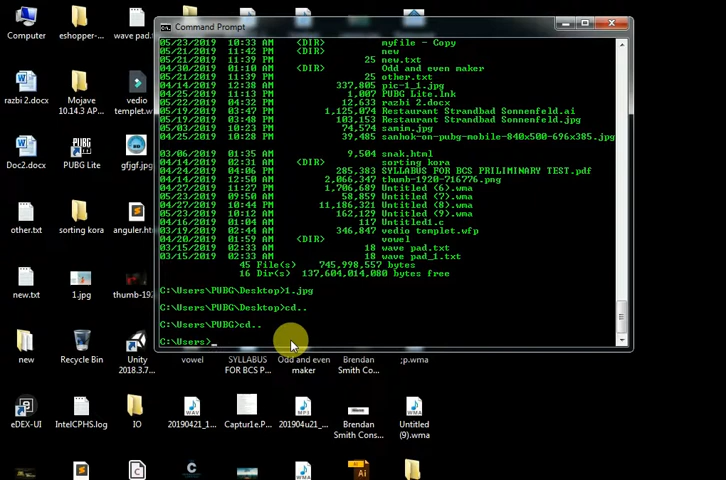 Computer
eshopper-...
wave pad.
razbi 2.docx
Mojave
10.14.3 AP...
vedio
templet.w...
Doc2.docx
PUBG Lite
gfjgf.jpg
other.txt
sorting kora
anguler.h...
new.txt
1.jpg
thumb-19...
new
Recycle Bin
Unity
2018.3.7...
vowel
SYLLABUS
FOR BCS P...
Odd and even
maker
Brendan
Smith Co...
;p.wma
eDEX-UI
IntelCPHS.log
IO
20190421_1...
Captur1e.P...
201904u21_...
Brendan
Smith Cons...
Untitled
(9).wma
Command Prompt
05/23/2019 10:33 AM <DIR> myfile - Copy
05/21/2019 11:42 PM <DIR> new
05/21/2019 11:39 PM 25 new.txt
04/30/2019 01:10 AM <DIR> Odd and even maker
05/21/2019 11:39 PM 25 other.txt
04/14/2019 12:38 AM 337,805 pic-1_1.jpg
04/25/2019 11:13 PM 1,007 PUBG Lite.lnk
05/22/2019 04:32 PM 12,633 razbi 2.docx
05/19/2019 03:47 PM 1,125,074 Restaurant Strandbad Sonnenfeld.ai
05/19/2019 03:48 PM 103,153 Restaurant Strandbad Sonnenfeld.jpg
05/03/2019 10:23 PM 74,574 samim.jpg
04/25/2019 10:28 PM 39,485 sanhok-on-pubg-mobile-840x500-696x385.jpg
03/06/2019 01:35 AM 9,504 snak.html
04/14/2019 02:31 AM <DIR> sorting kora
04/24/2019 04:06 PM 285,383 SYLLABUS FOR BCS PRILIMINARY TEST.pdf
04/14/2019 12:50 AM 2,066,347 thumb-1920-716776.png
04/27/2019 11:27 PM 1,706,689 Untitled (6).wma
05/23/2019 09:50 AM 58,859 Untitled (7).wma
04/27/2019 10:44 PM 11,186,321 Untitled (8).wma
05/23/2019 10:12 AM 162,129 Untitled (9).wma
04/16/2019 01:04 AM 117 Untitled1.c
03/15/2019 02:44 AM 346,847 vedio templet.wfp
04/20/2019 01:59 AM <DIR> vowel
03/15/2019 02:33 AM 18 wave pad.txt
03/15/2019 02:33 AM 18 wave pad_1.txt
45 File(s) 745,998,557 bytes
16 Dir(s) 137,604,014,080 bytes free
C:\Users\PUBG\Desktop>1.jpg
C:\Users\PUBG\Desktop>cd..
C:\Users\PUBG>cd..
C:\Users>_